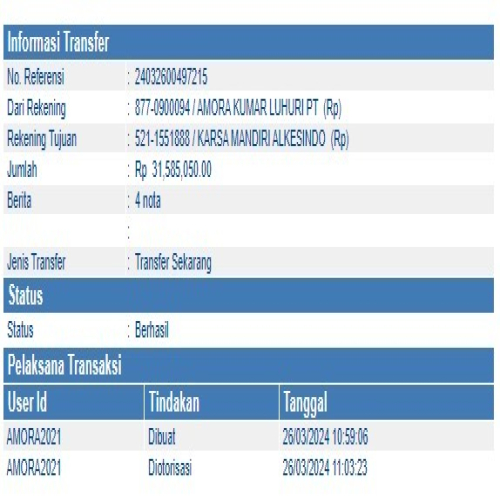 Informasi Transfer
No. Referensi : 24032600497215
Dari Rekening : 877-0900094 / AMORA KUMAR LUHURI PT (Rp)
Rekening Tujuan : 521-1551888 / KARSA MANDIRI ALKESINDO (Rp)
Jumlah : Rp 31,585,050.00
Berita : 4 nota
:
Jenis Transfer : Transfer Sekarang
Status
Status : Berhasil
Pelaksana Transaksi
User Id Tindakan Tanggal
AMORA2021 Dibuat 26/03/2024 10:59:06
AMORA2021 Diotorisasi 26/03/2024 11:03:23